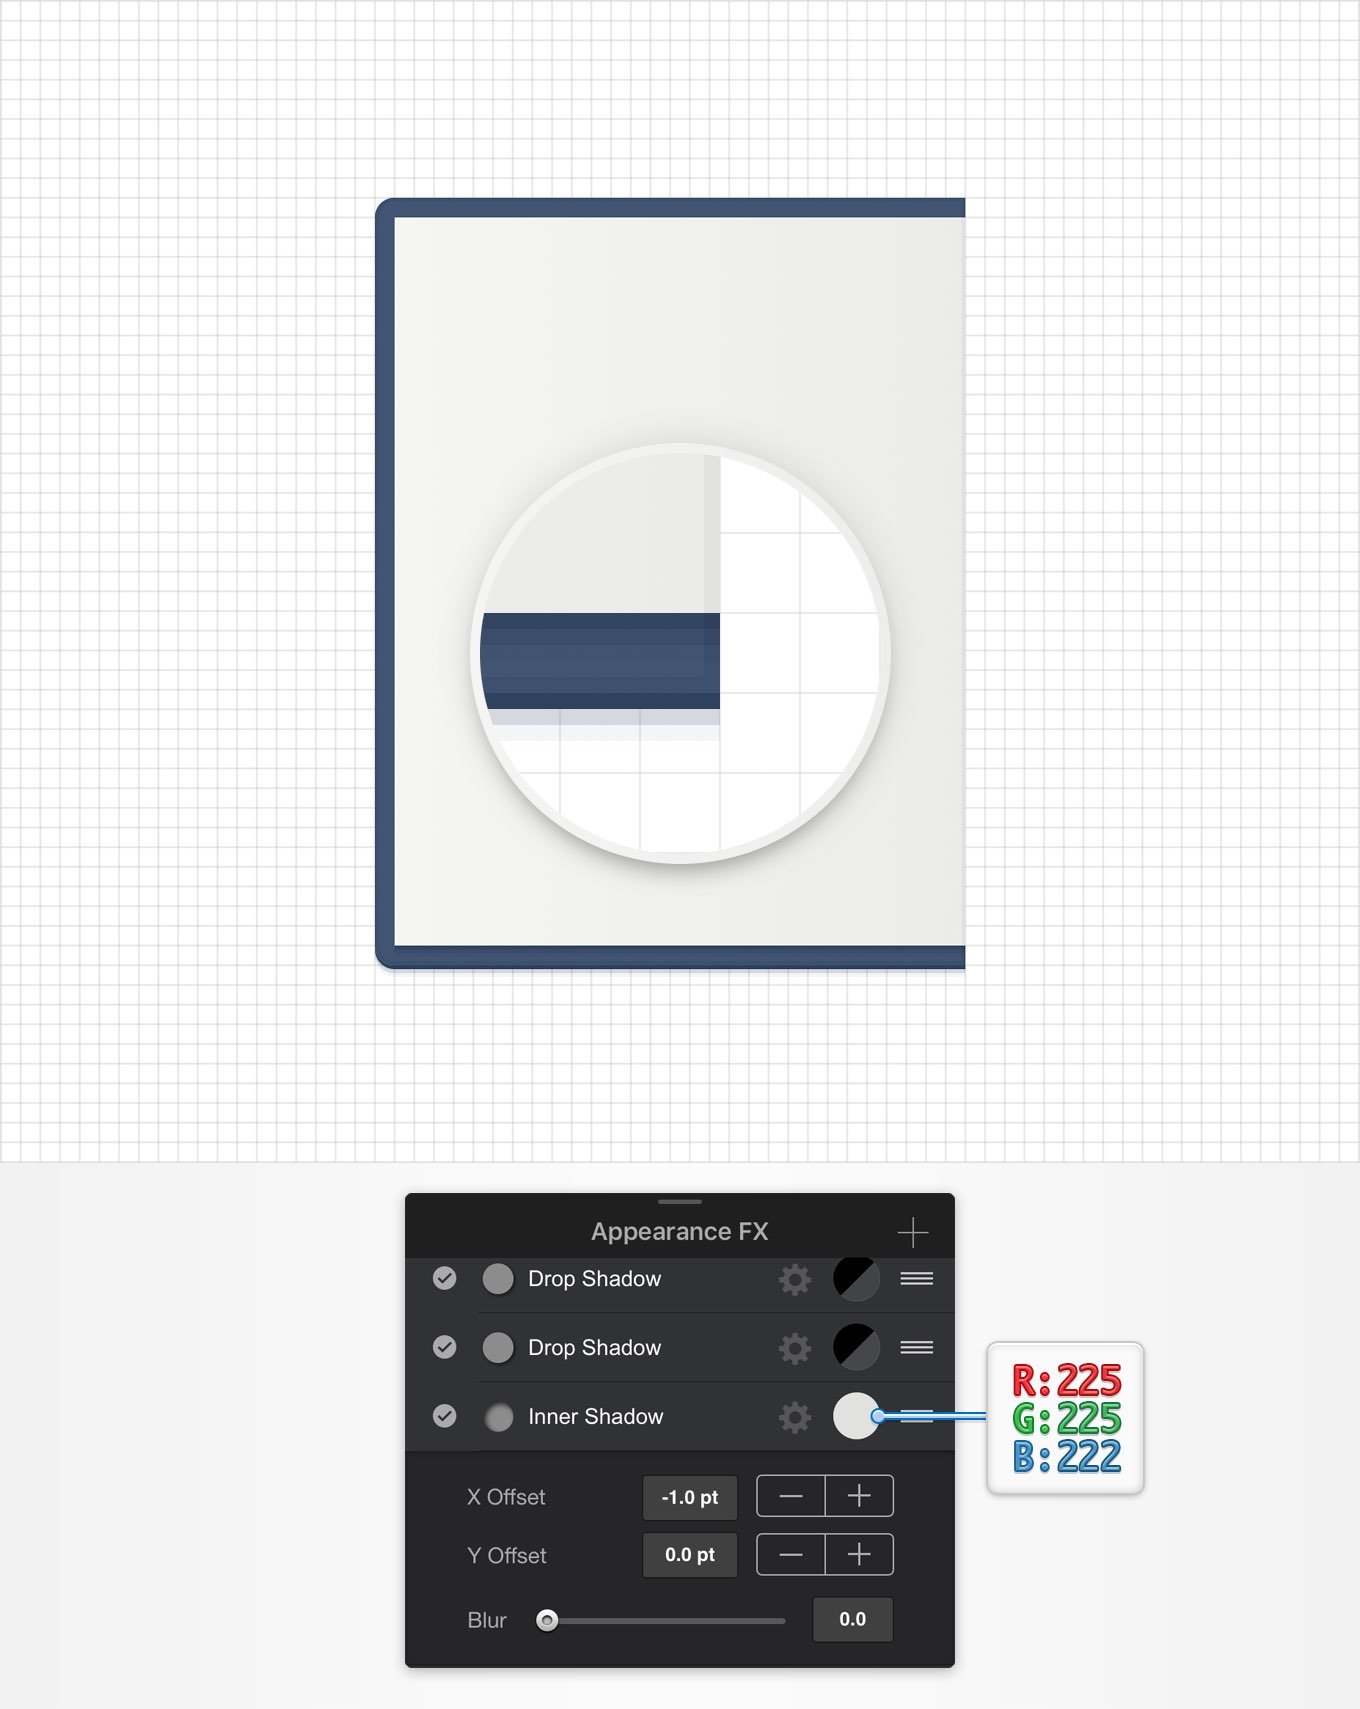 Appearance FX
Drop Shadow
Drop Shadow
Inner Shadow
R:225
G:225
B:222
X Offset -1.0 pt
Y Offset 0.0 pt
Blur 0.0